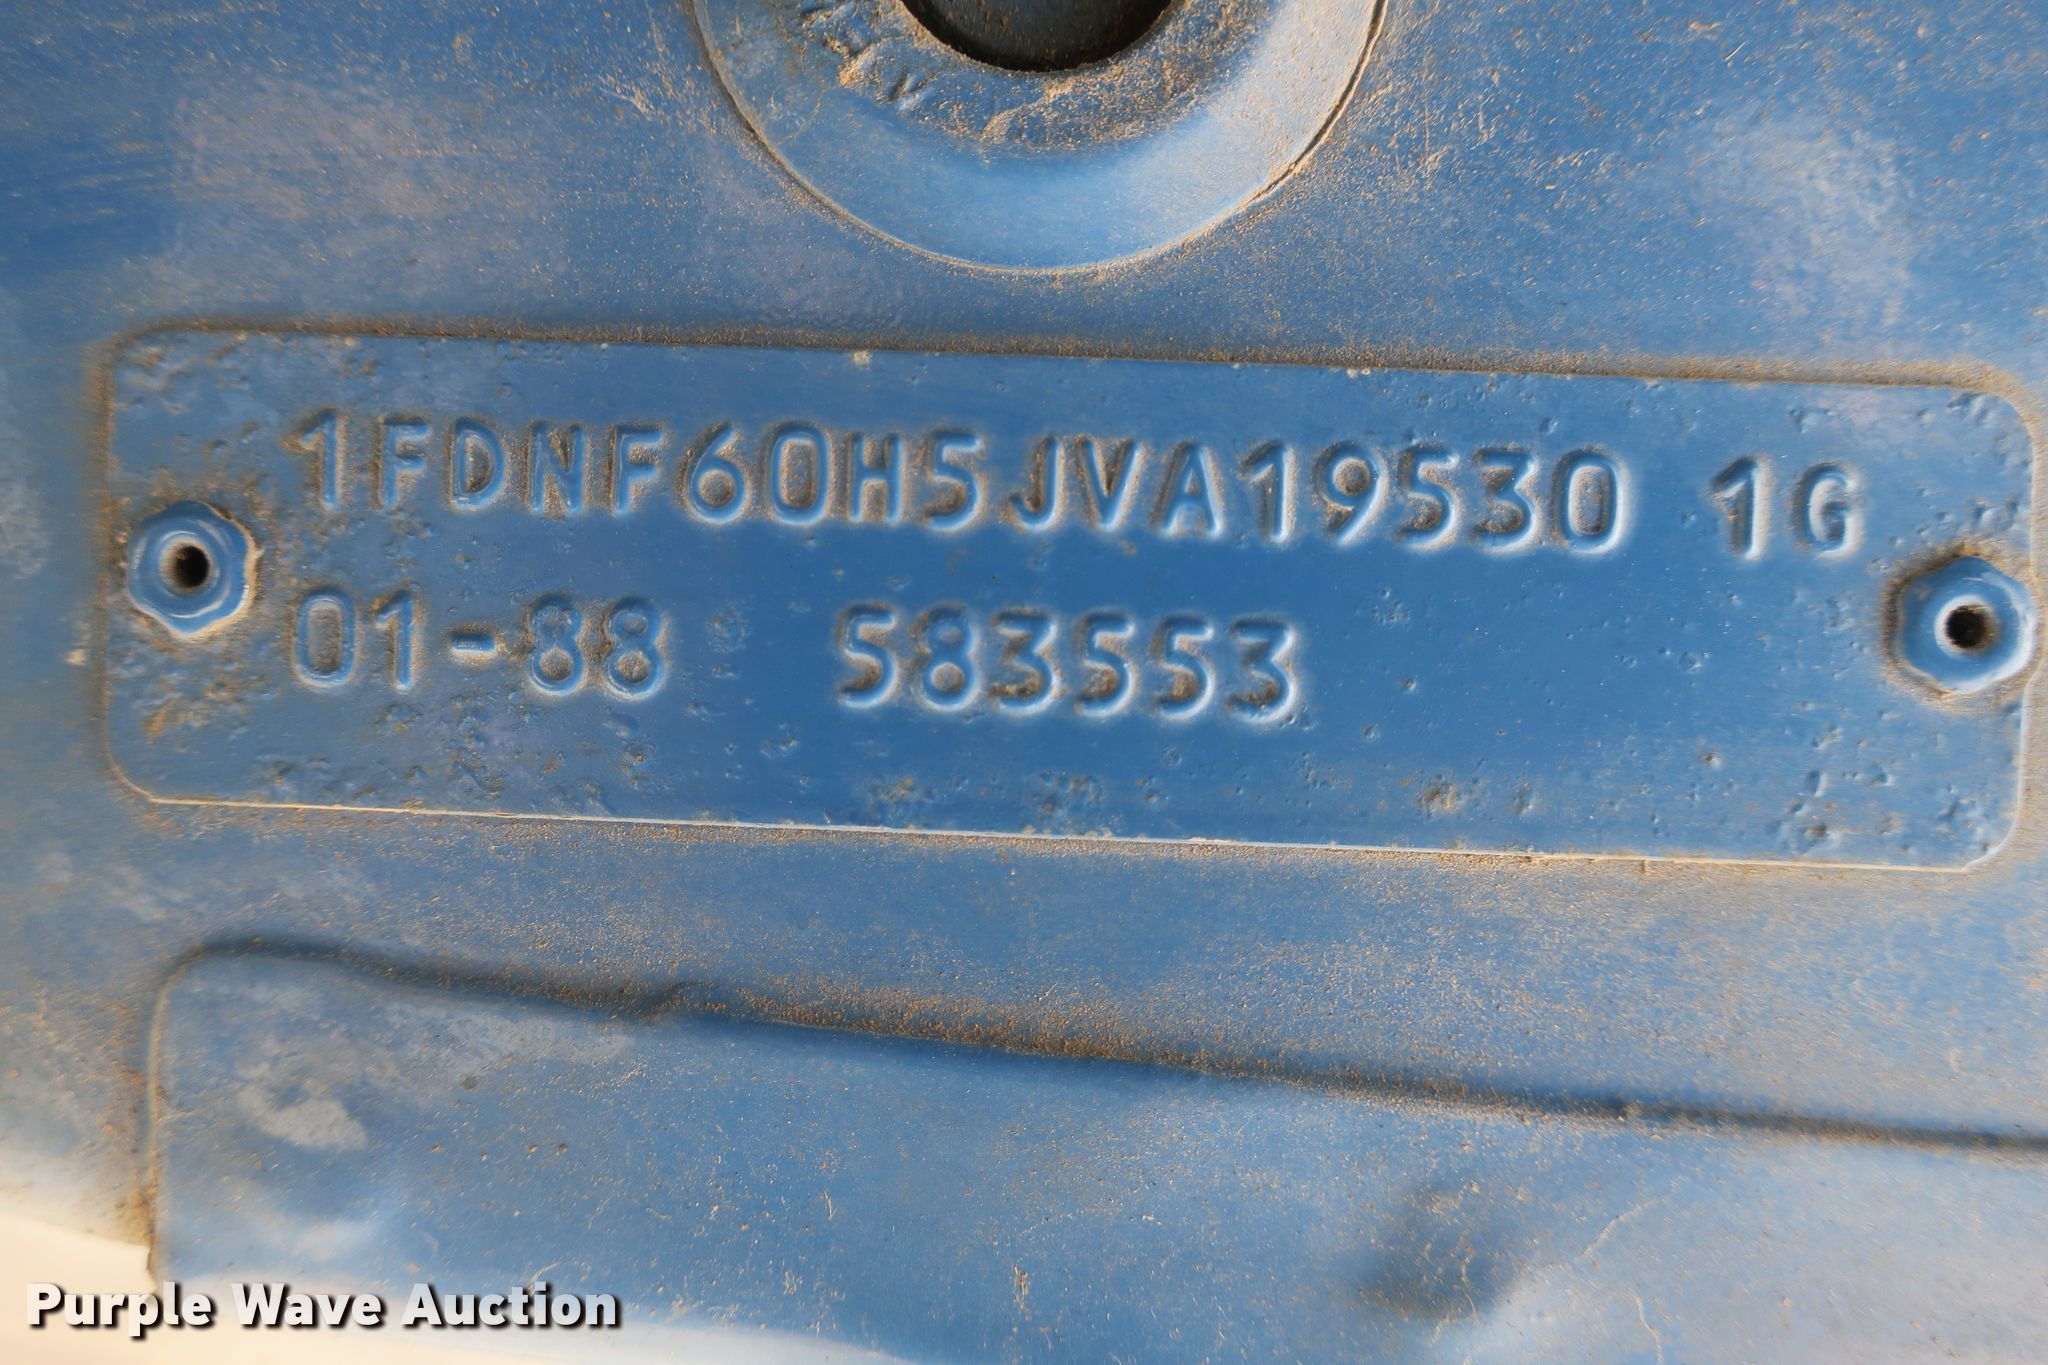 1FDNF60H5JVA19530 1G
01-88 583553
Purple Wave Auction